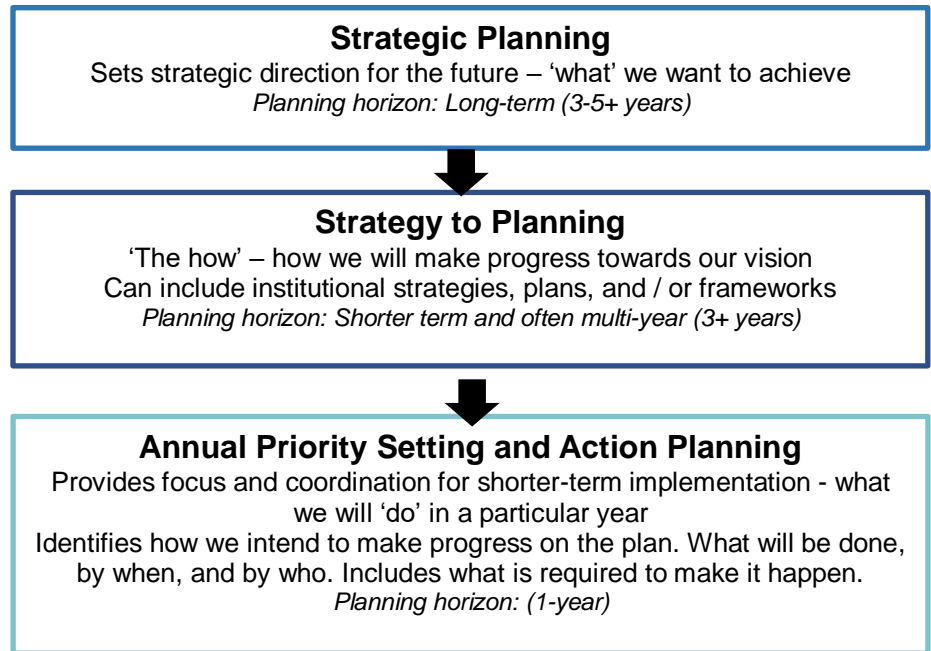 Strategic Planning
Sets strategic direction for the future – ‘what’ we want to achieve
Planning horizon: Long-term (3-5+ years)
Strategy to Planning
‘The how’ – how we will make progress towards our vision
Can include institutional strategies, plans, and / or frameworks
Planning horizon: Shorter term and often multi-year (3+ years)
Annual Priority Setting and Action Planning
Provides focus and coordination for shorter-term implementation - what
we will ‘do’ in a particular year
Identifies how we intend to make progress on the plan. What will be done,
by when, and by who. Includes what is required to make it happen.
Planning horizon: (1-year)